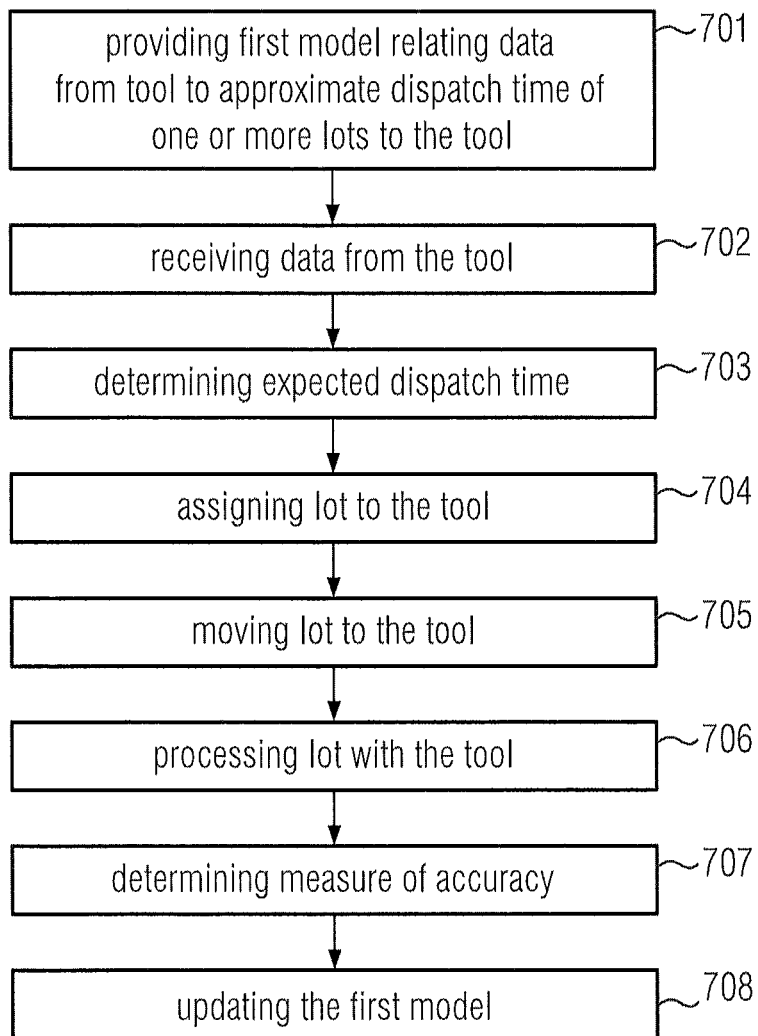 providing first model relating data
from tool to approximate dispatch time of
one or more lots to the tool
701
receiving data from the tool
702
determining expected dispatch time
703
assigning lot to the tool
704
moving lot to the tool
705
processing lot with the tool
706
determining measure of accuracy
707
updating the first model
708